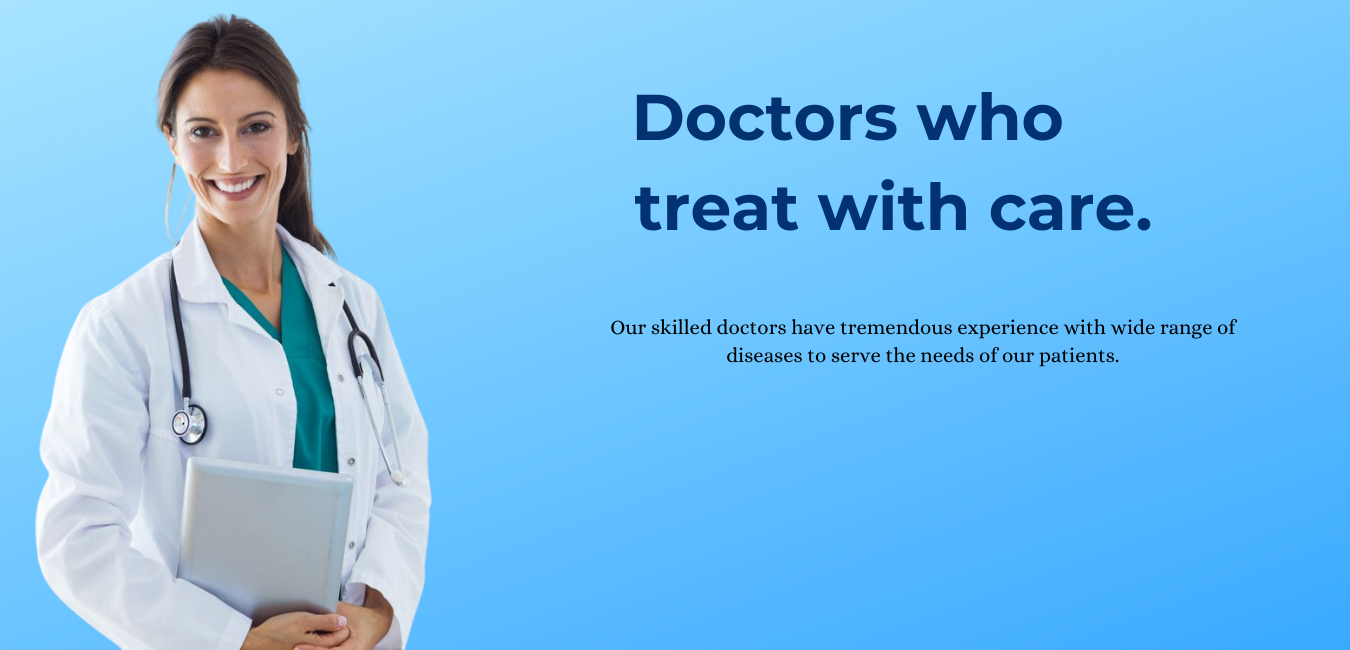 Doctors who
treat with care.
Our skilled doctors have tremendous experience with wide range of
diseases to serve the needs of our patients.